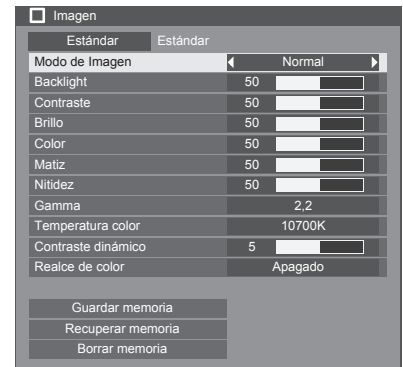 Imagen
Estándar Estándar
Modo de Imagen Normal
Backlight 50
Contraste 50
Brillo 50
Color 50
Matiz 50
Nitidez 50
Gamma 2,2
Temperatura color 10700K
Contraste dinámico 5
Realce de color Apagado
Guardar memoria
Recuperar memoria
Borrar memoria